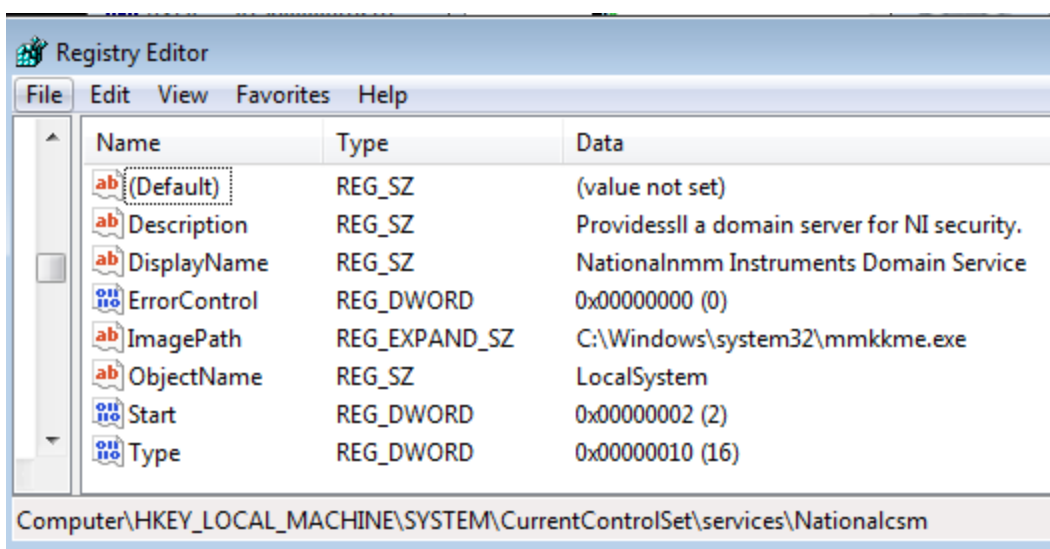 Registry Editor
File Edit View Favorites Help
Name Type Data
(Default) REG_SZ (value not set)
Description REG_SZ Providessll a domain server for NI security.
DisplayName REG_SZ Nationalnmm Instruments Domain Service
ErrorControl REG_DWORD 0x00000000 (0)
ImagePath REG_EXPAND_SZ C:\Windows\system32\mmkkme.exe
ObjectName REG_SZ LocalSystem
Start REG_DWORD 0x00000002 (2)
Type REG_DWORD 0x00000010 (16)
Computer\HKEY_LOCAL_MACHINE\SYSTEM\CurrentControlSet\services\Nationalcsm